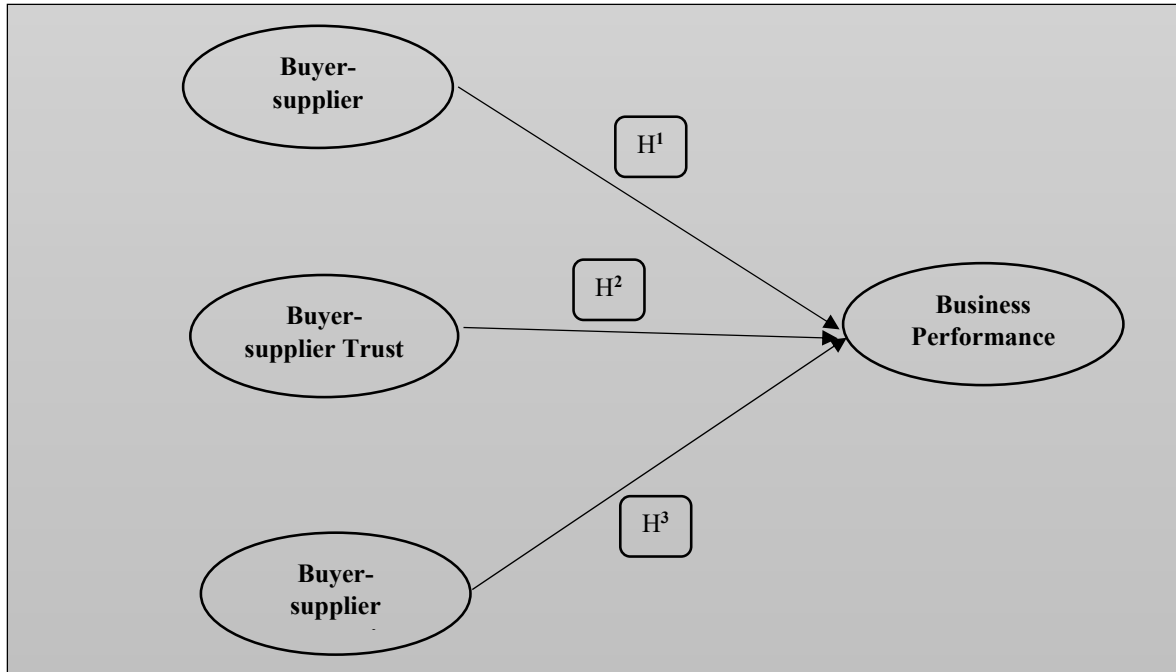 Buyer-
supplier
H¹
H²
Buyer-
supplier Trust
Business
Performance
H³
Buyer-
supplier